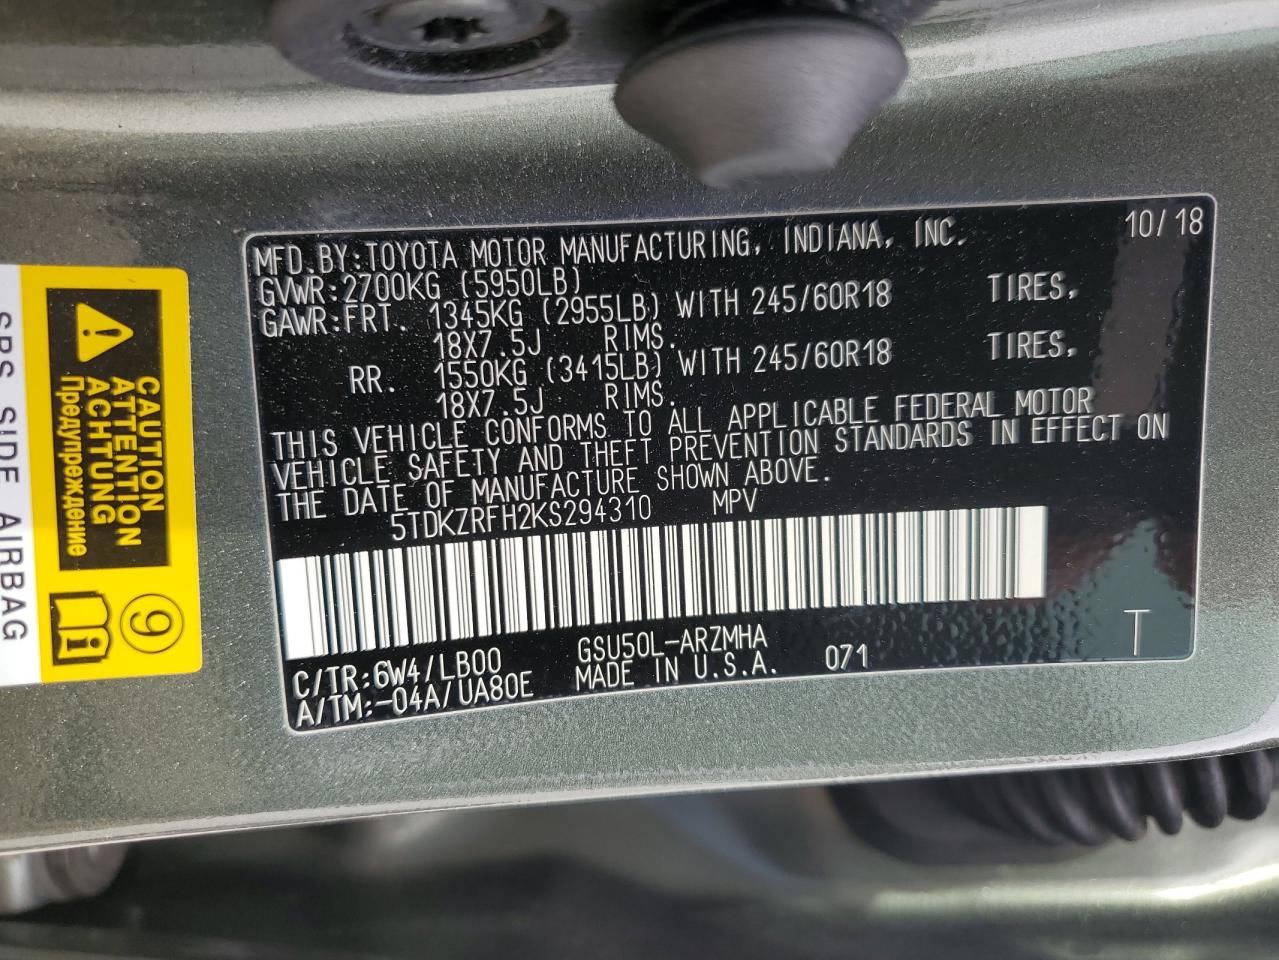 MFD.BY:TOYOTA MOTOR MANUFACTURING, INDIANA, INC. 10/18
GVWR:2700KG (5950LB)
GAWR:FRT. 1345KG (2955LB) WITH 245/60R18 TIRES,
18X7.5J RIMS.
RR. 1550KG (3415LB) WITH 245/60R18 TIRES,
18X7.5J RIMS.
THIS VEHICLE CONFORMS TO ALL APPLICABLE FEDERAL MOTOR
VEHICLE SAFETY AND THEFT PREVENTION STANDARDS IN EFFECT ON
THE DATE OF MANUFACTURE SHOWN ABOVE.
5TDKZRFH2KS294310 MPV
C/TR:6W4/LB00 GSU50L-ARZMHA
A/TM:-04A/UA80E MADE IN U.S.A. 071 T
CAUTION
ATTENTION
ACHTUNG
Предупреждение
9
i
SRS SIDE AIRBAG